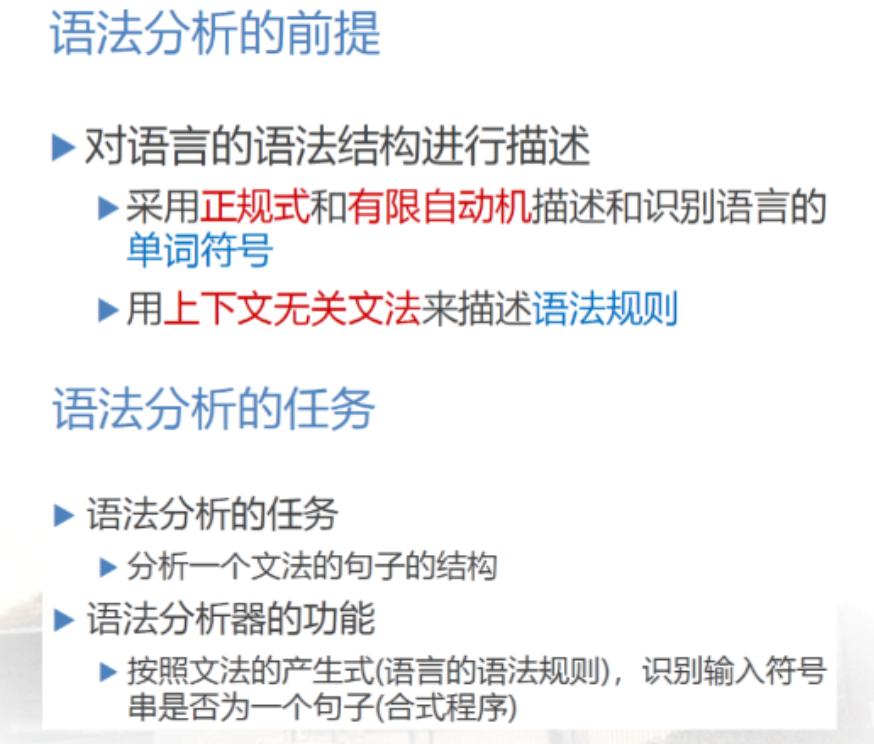 语法分析的前提
▶对语言的语法结构进行描述
▶采用正规式和有限自动机描述和识别语言的
单词符号
▶用上下文无关文法来描述语法规则
语法分析的任务
▶语法分析的任务
▶分析一个文法的句子的结构
▶语法分析器的功能
▶按照文法的产生式(语言的语法规则)，识别输入符号
串是否为一个句子(合式程序)